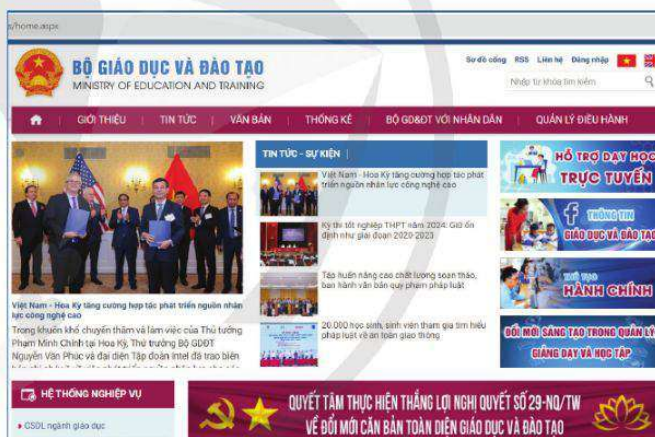 s/home.aspx
BỘ GIÁO DỤC VÀ ĐÀO TẠO
MINISTRY OF EDUCATION AND TRAINING
Sơ đồ cổng RSS Liên hệ Đăng nhập
Nhập từ khóa tìm kiếm
GIỚI THIỆU TIN TỨC VĂN BẢN THỐNG KÊ BỘ GD&ĐT VỚI NHÂN DÂN QUẢN LÝ ĐIỀU HÀNH
Việt Nam - Hoa Kỳ tăng cường hợp tác phát triển nguồn nhân
lực công nghệ cao
Trong khuôn khổ chuyến thăm và làm việc của Thủ tướng
Phạm Minh Chính tại Hoa Kỳ, Thứ trưởng Bộ GDĐT
Nguyễn Văn Phúc và đại diện Tập đoàn Intel đã trao biên
TIN TỨC - SỰ KIỆN
Việt Nam - Hoa Kỳ tăng cường hợp tác phát
triển nguồn nhân lực công nghệ cao
Kỳ thi tốt nghiệp THPT năm 2024: Giữ ổn
định như giai đoạn 2020-2023
Tập huấn nâng cao chất lượng soạn thảo,
ban hành văn bản quy phạm pháp luật
20.000 học sinh, sinh viên tham gia tìm hiểu
pháp luật về an toàn giao thông
HỖ TRỢ DẠY HỌC
TRỰC TUYẾN
THÔNG TIN
GIÁO DỤC VÀ ĐÀO TẠO
THỦ TỤC
HÀNH CHÍNH
ĐỔI MỚI SÁNG TẠO TRONG QUẢN LÝ
GIẢNG DẠY VÀ HỌC TẬP
HỆ THỐNG NGHIỆP VỤ
CSDL ngành giáo dục
QUYẾT TÂM THỰC HIỆN THẮNG LỢI NGHỊ QUYẾT SỐ 29-NQ/TW
VỀ ĐỔI MỚI CĂN BẢN TOÀN DIỆN GIÁO DỤC VÀ ĐÀO TẠO